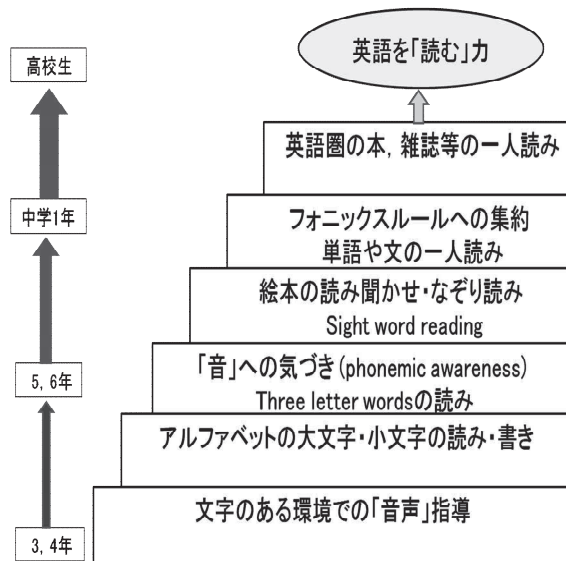 英語を「読む」力
高校生
英語圏の本，雑誌等の一人読み
中学1年
フォニックスルールへの集約
単語や文の一人読み
絵本の読み聞かせ・なぞり読み
Sight word reading
5, 6年
「音」への気づき(phonemic awareness)
Three letter wordsの読み
アルファベットの大文字・小文字の読み・書き
文字のある環境での「音声」指導
3, 4年